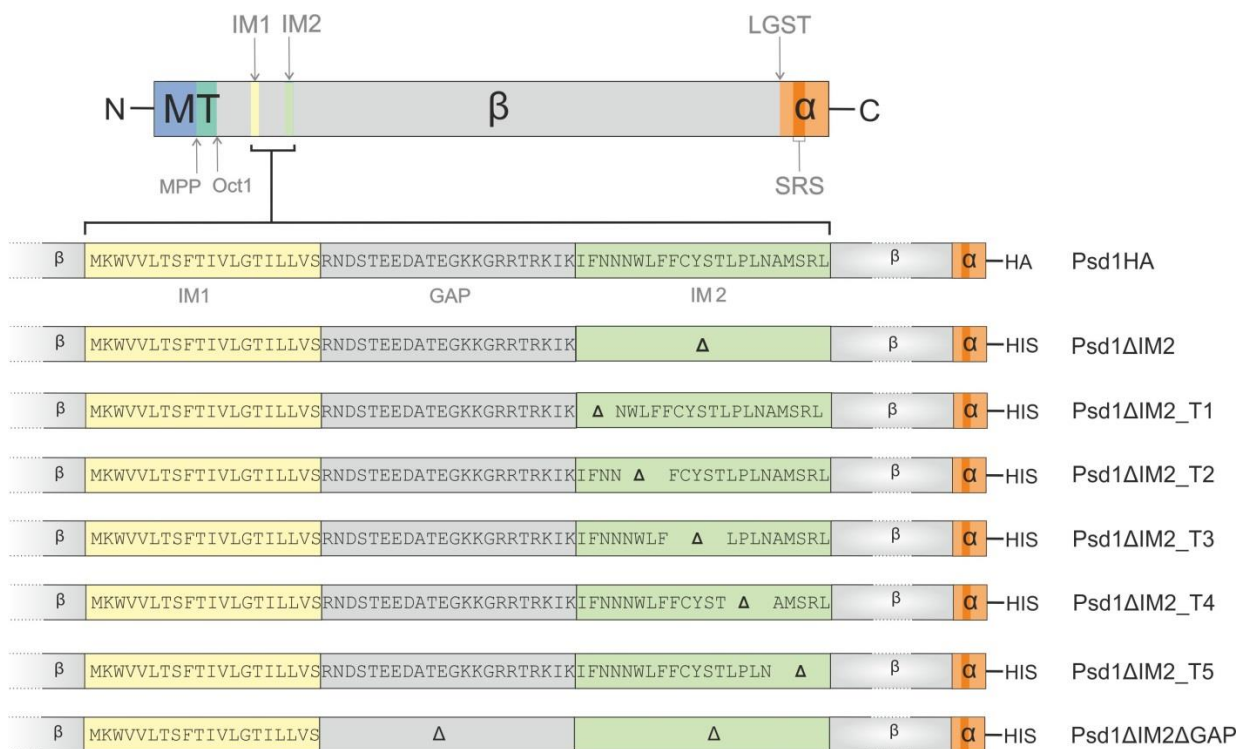 IM1 IM2 LGST
N MT β α C
MPP Oct1 SRS
β MKWVVLTSFTIVLGTILLVSRNDSTEEDATEGKKGRRTRKIKIFNNNWLFFCYSTLPLNAMSRL β α HA Psd1HA
IM1 GAP IM2
β MKWVVLTSFTIVLGTILLVSRNDSTEEDATEGKKGRRTRKIK Δ β α HIS Psd1ΔIM2
β MKWVVLTSFTIVLGTILLVSRNDSTEEDATEGKKGRRTRKIK Δ NWLFFCYSTLPLNAMSRL β α HIS Psd1ΔIM2_T1
β MKWVVLTSFTIVLGTILLVSRNDSTEEDATEGKKGRRTRKIKIFNN Δ FCYSTLPLNAMSRL β α HIS Psd1ΔIM2_T2
β MKWVVLTSFTIVLGTILLVSRNDSTEEDATEGKKGRRTRKIKIFNNNWLF Δ LPLNAMSRL β α HIS Psd1ΔIM2_T3
β MKWVVLTSFTIVLGTILLVSRNDSTEEDATEGKKGRRTRKIKIFNNNWLFFCYST Δ AMSRL β α HIS Psd1ΔIM2_T4
β MKWVVLTSFTIVLGTILLVSRNDSTEEDATEGKKGRRTRKIKIFNNNWLFFCYSTLPLN Δ β α HIS Psd1ΔIM2_T5
β MKWVVLTSFTIVLGTILLVS Δ Δ β α HIS Psd1ΔIM2ΔGAP